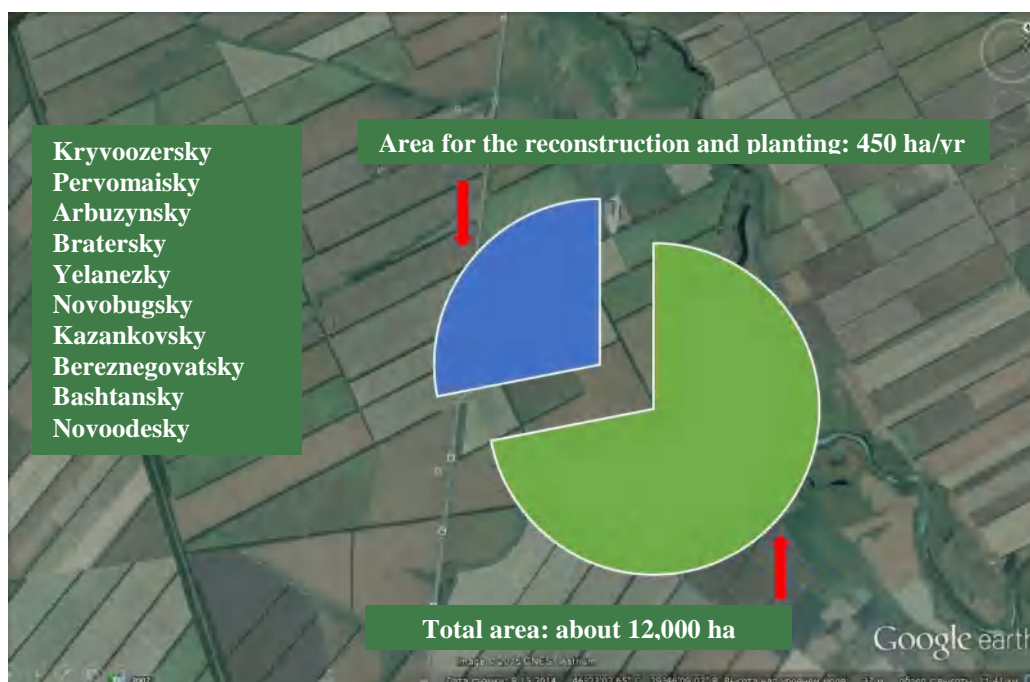 Area for the reconstruction and planting: 450 ha/yr
Kryvoozersky
Pervomaisky
Arbuzynsky
Bratersky
Yelanezky
Novobugsky
Kazankovsky
Bereznegovatsky
Bashtansky
Novoodesky
Total area: about 12,000 ha
Google earth